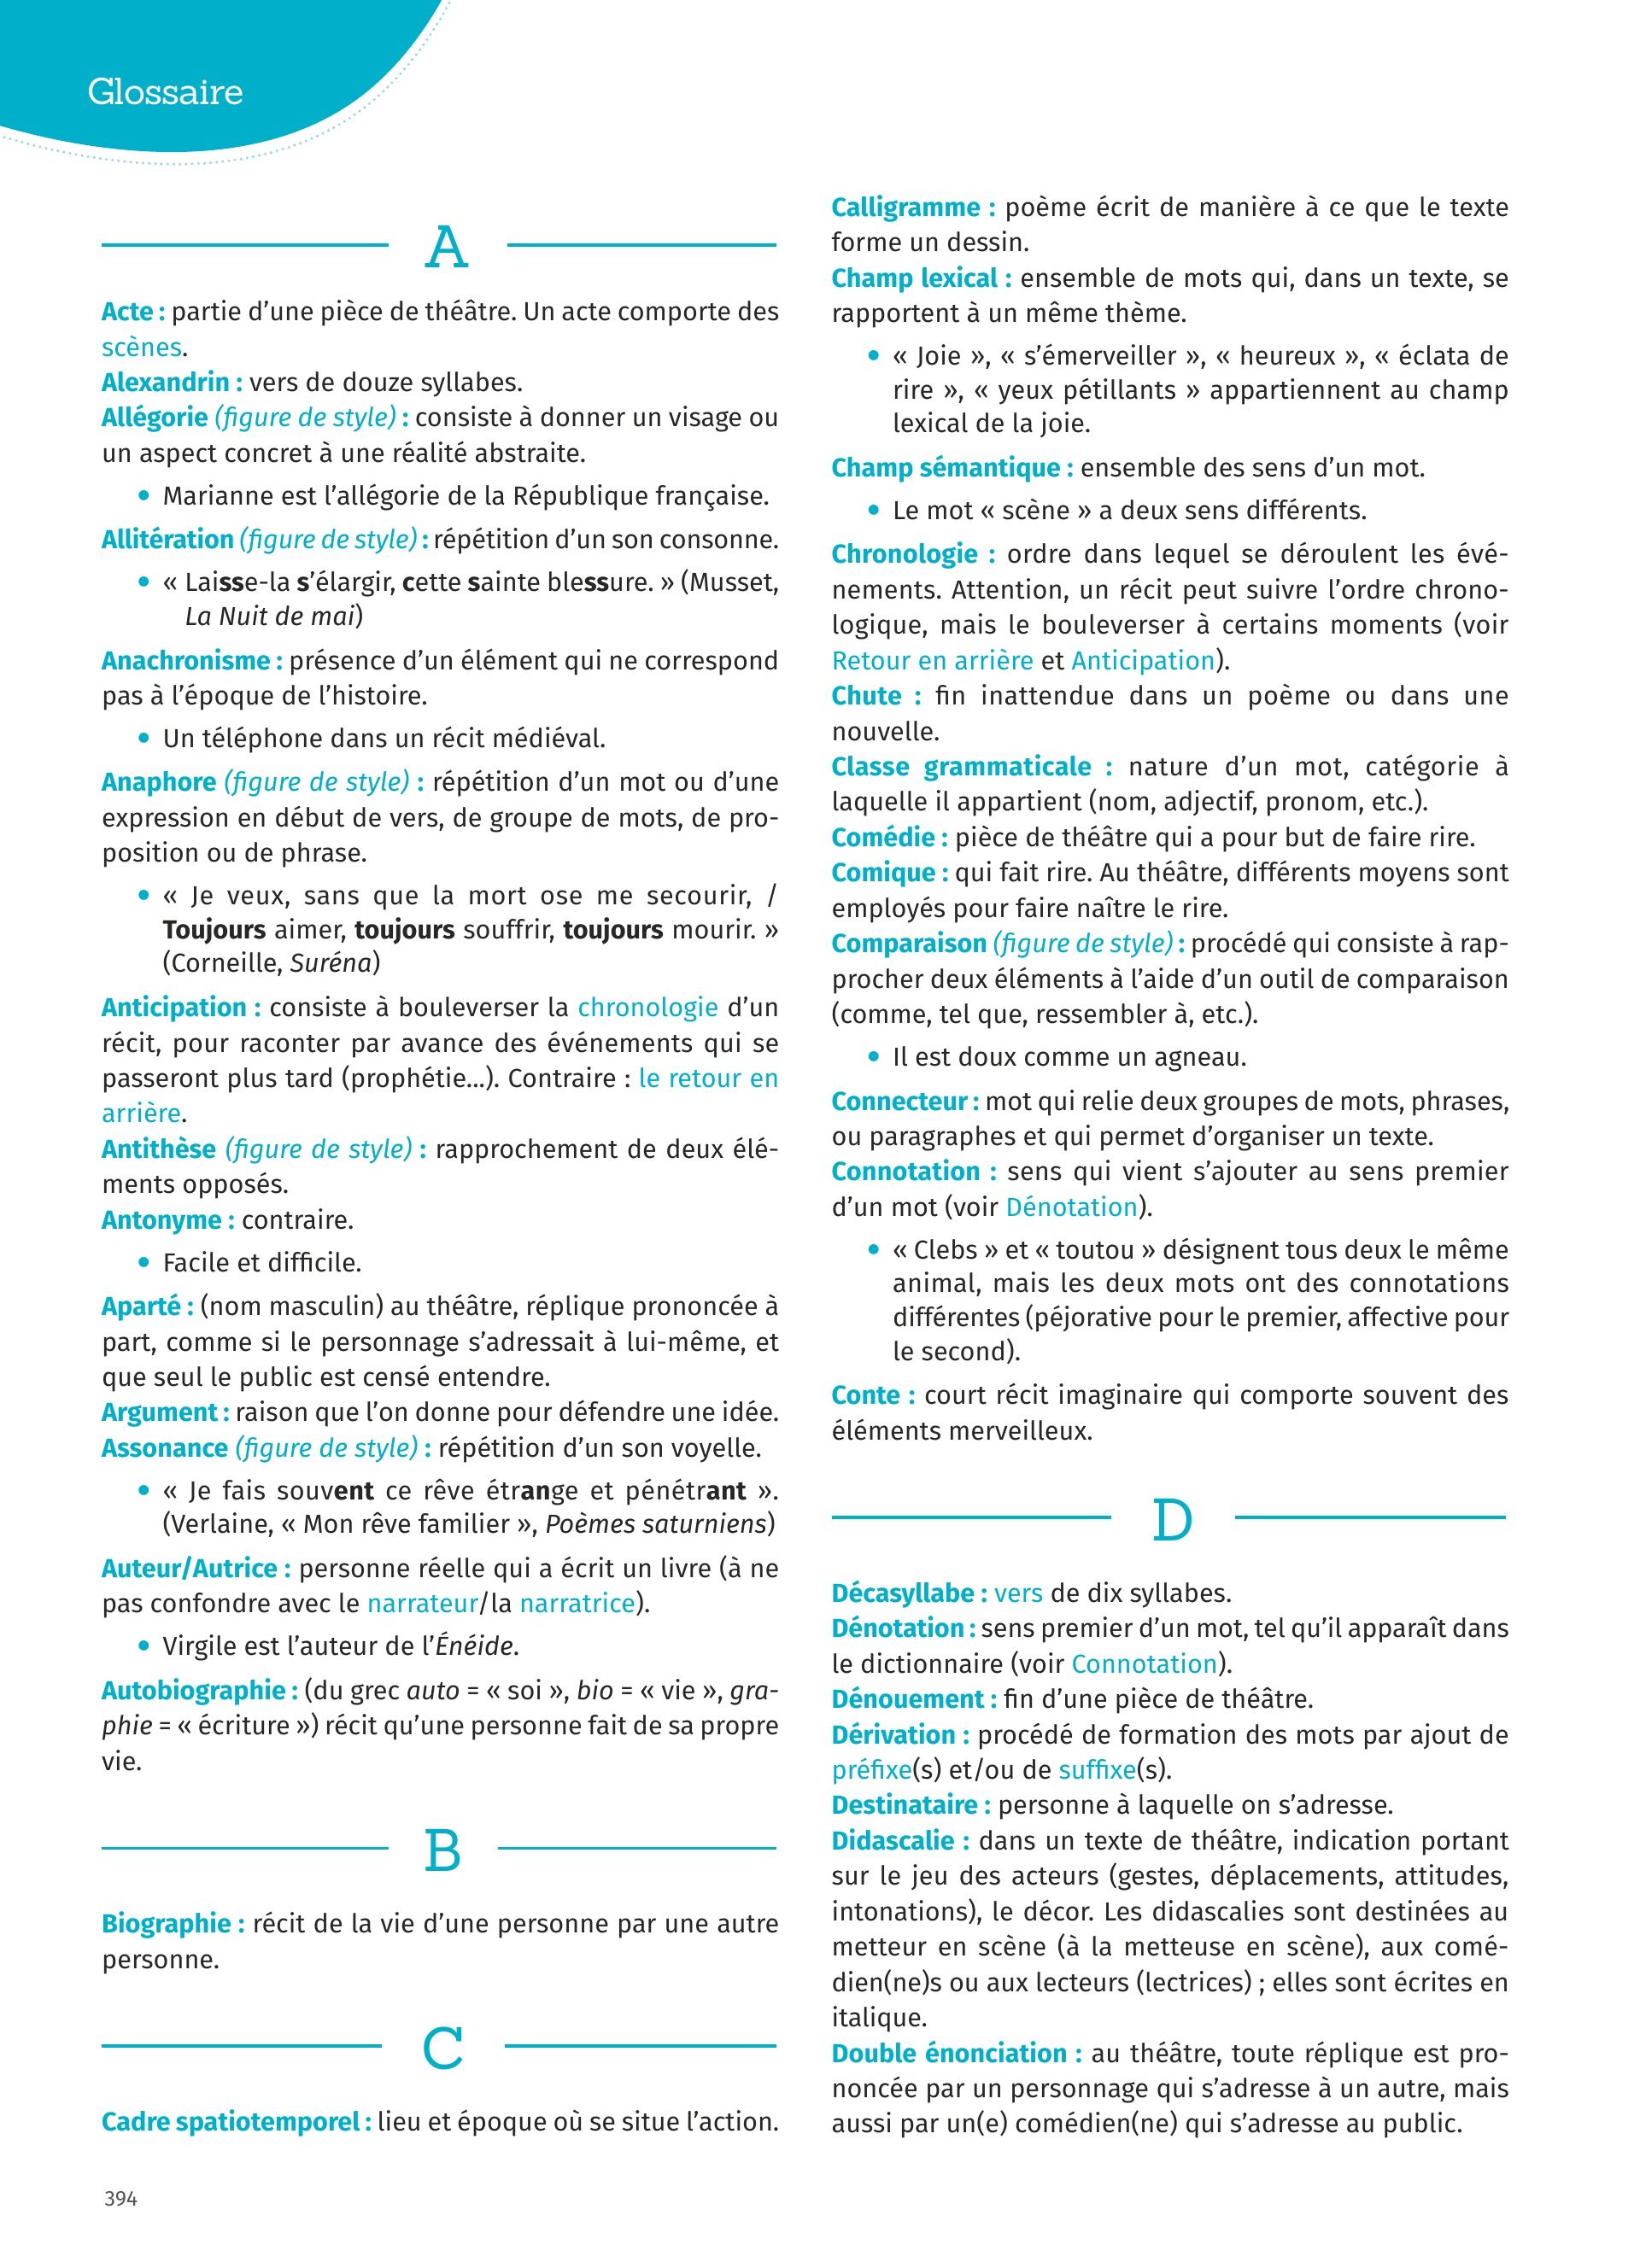 Glossaire
A
Acte : partie d’une pièce de théâtre. Un acte comporte des
scènes.
Alexandrin : vers de douze syllabes.
Allégorie (figure de style) : consiste à donner un visage ou
un aspect concret à une réalité abstraite.
• Marianne est l’allégorie de la République française.
Allitération (figure de style) : répétition d’un son consonne.
• « Laisse-la s’élargir, cette sainte blessure. » (Musset,
La Nuit de mai)
Anachronisme : présence d’un élément qui ne correspond
pas à l’époque de l’histoire.
• Un téléphone dans un récit médiéval.
Anaphore (figure de style) : répétition d’un mot ou d’une
expression en début de vers, de groupe de mots, de pro-
position ou de phrase.
• « Je veux, sans que la mort ose me secourir, /
Toujours aimer, toujours souffrir, toujours mourir. »
(Corneille, Suréna)
Anticipation : consiste à bouleverser la chronologie d’un
récit, pour raconter par avance des événements qui se
passeront plus tard (prophétie…). Contraire : le retour en
arrière.
Antithèse (figure de style) : rapprochement de deux élé-
ments opposés.
Antonyme : contraire.
• Facile et difficile.
Aparté : (nom masculin) au théâtre, réplique prononcée à
part, comme si le personnage s’adressait à lui-même, et
que seul le public est censé entendre.
Argument : raison que l’on donne pour défendre une idée.
Assonance (figure de style) : répétition d’un son voyelle.
• « Je fais souvent ce rêve étrange et pénétrant ».
(Verlaine, « Mon rêve familier », Poèmes saturniens)
Auteur/Autrice : personne réelle qui a écrit un livre (à ne
pas confondre avec le narrateur/la narratrice).
• Virgile est l’auteur de l’Énéide.
Autobiographie : (du grec auto = « soi », bio = « vie », gra-
phie = « écriture ») récit qu’une personne fait de sa propre
vie.
B
Biographie : récit de la vie d’une personne par une autre
personne.
C
Cadre spatiotemporel : lieu et époque où se situe l’action.
Calligramme : poème écrit de manière à ce que le texte
forme un dessin.
Champ lexical : ensemble de mots qui, dans un texte, se
rapportent à un même thème.
• « Joie », « s’émerveiller », « heureux », « éclata de
rire », « yeux pétillants » appartiennent au champ
lexical de la joie.
Champ sémantique : ensemble des sens d’un mot.
• Le mot « scène » a deux sens différents.
Chronologie : ordre dans lequel se déroulent les évé-
nements. Attention, un récit peut suivre l’ordre chrono-
logique, mais le bouleverser à certains moments (voir
Retour en arrière et Anticipation).
Chute : fin inattendue dans un poème ou dans une
nouvelle.
Classe grammaticale : nature d’un mot, catégorie à
laquelle il appartient (nom, adjectif, pronom, etc.).
Comédie : pièce de théâtre qui a pour but de faire rire.
Comique : qui fait rire. Au théâtre, différents moyens sont
employés pour faire naître le rire.
Comparaison (figure de style) : procédé qui consiste à rap-
procher deux éléments à l’aide d’un outil de comparaison
(comme, tel que, ressembler à, etc.).
• Il est doux comme un agneau.
Connecteur : mot qui relie deux groupes de mots, phrases,
ou paragraphes et qui permet d’organiser un texte.
Connotation : sens qui vient s’ajouter au sens premier
d’un mot (voir Dénotation).
• « Clebs » et « toutou » désignent tous deux le même
animal, mais les deux mots ont des connotations
différentes (péjorative pour le premier, affective pour
le second).
Conte : court récit imaginaire qui comporte souvent des
éléments merveilleux.
D
Décasyllabe : vers de dix syllabes.
Dénotation : sens premier d’un mot, tel qu’il apparaît dans
le dictionnaire (voir Connotation).
Dénouement : fin d’une pièce de théâtre.
Dérivation : procédé de formation des mots par ajout de
préfixe(s) et/ou de suffixe(s).
Destinataire : personne à laquelle on s’adresse.
Didascalie : dans un texte de théâtre, indication portant
sur le jeu des acteurs (gestes, déplacements, attitudes,
intonations), le décor. Les didascalies sont destinées au
metteur en scène (à la metteuse en scène), aux comé-
dien(ne)s ou aux lecteurs (lectrices) ; elles sont écrites en
italique.
Double énonciation : au théâtre, toute réplique est pro-
noncée par un personnage qui s’adresse à un autre, mais
aussi par un(e) comédien(ne) qui s’adresse au public.
394